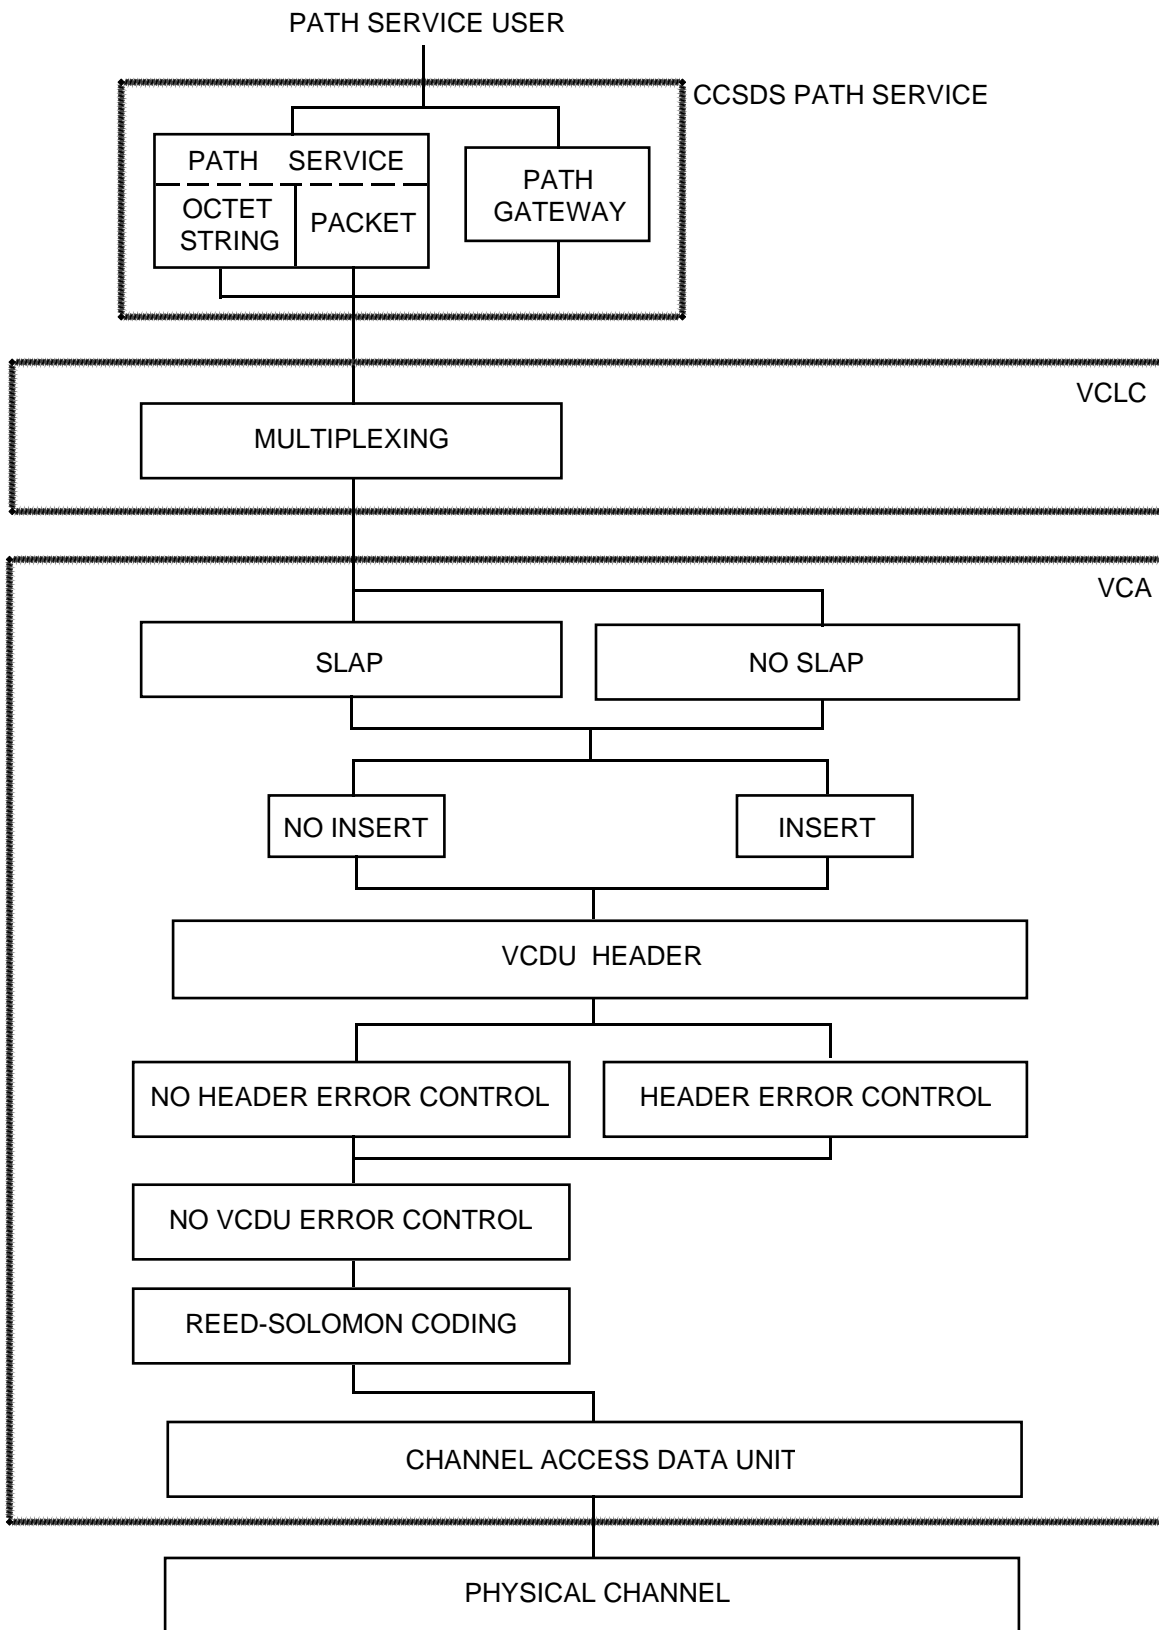 PATH SERVICE USER
CCSDS PATH SERVICE
PATH SERVICE
OCTET
STRING
PACKET
PATH
GATEWAY
VCLC
MULTIPLEXING
VCA
SLAP
NO SLAP
NO INSERT
INSERT
VCDU HEADER
NO HEADER ERROR CONTROL
HEADER ERROR CONTROL
NO VCDU ERROR CONTROL
REED-SOLOMON CODING
CHANNEL ACCESS DATA UNIT
PHYSICAL CHANNEL